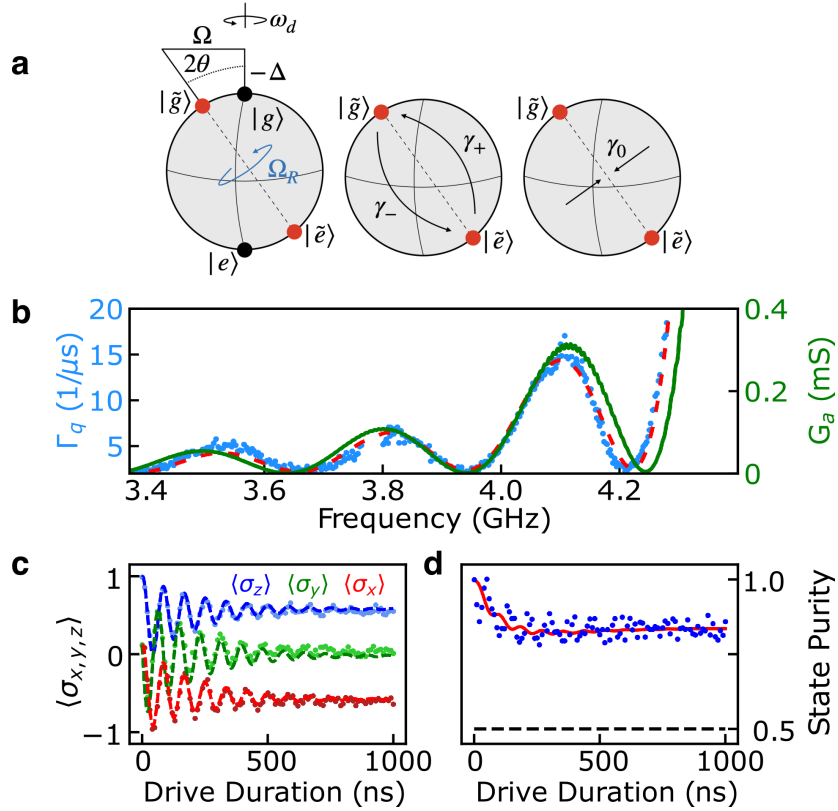 a
Ω
ω_d
2θ
−Δ
|g̃⟩
|g⟩
Ω_R
|ẽ⟩
|e⟩
|g̃⟩
γ_+
γ_−
|ẽ⟩
|g̃⟩
γ_0
|ẽ⟩
b
Γ_q (1/μs)
20
15
10
5
0.4
0.2
0
G_a (mS)
3.4 3.6 3.8 4.0 4.2
Frequency (GHz)
c
⟨σ_{x,y,z}⟩
1
0
−1
⟨σ_z⟩ ⟨σ_y⟩ ⟨σ_x⟩
0 500 1000
Drive Duration (ns)
d
1.0
0.5
State Purity
0 500 1000
Drive Duration (ns)